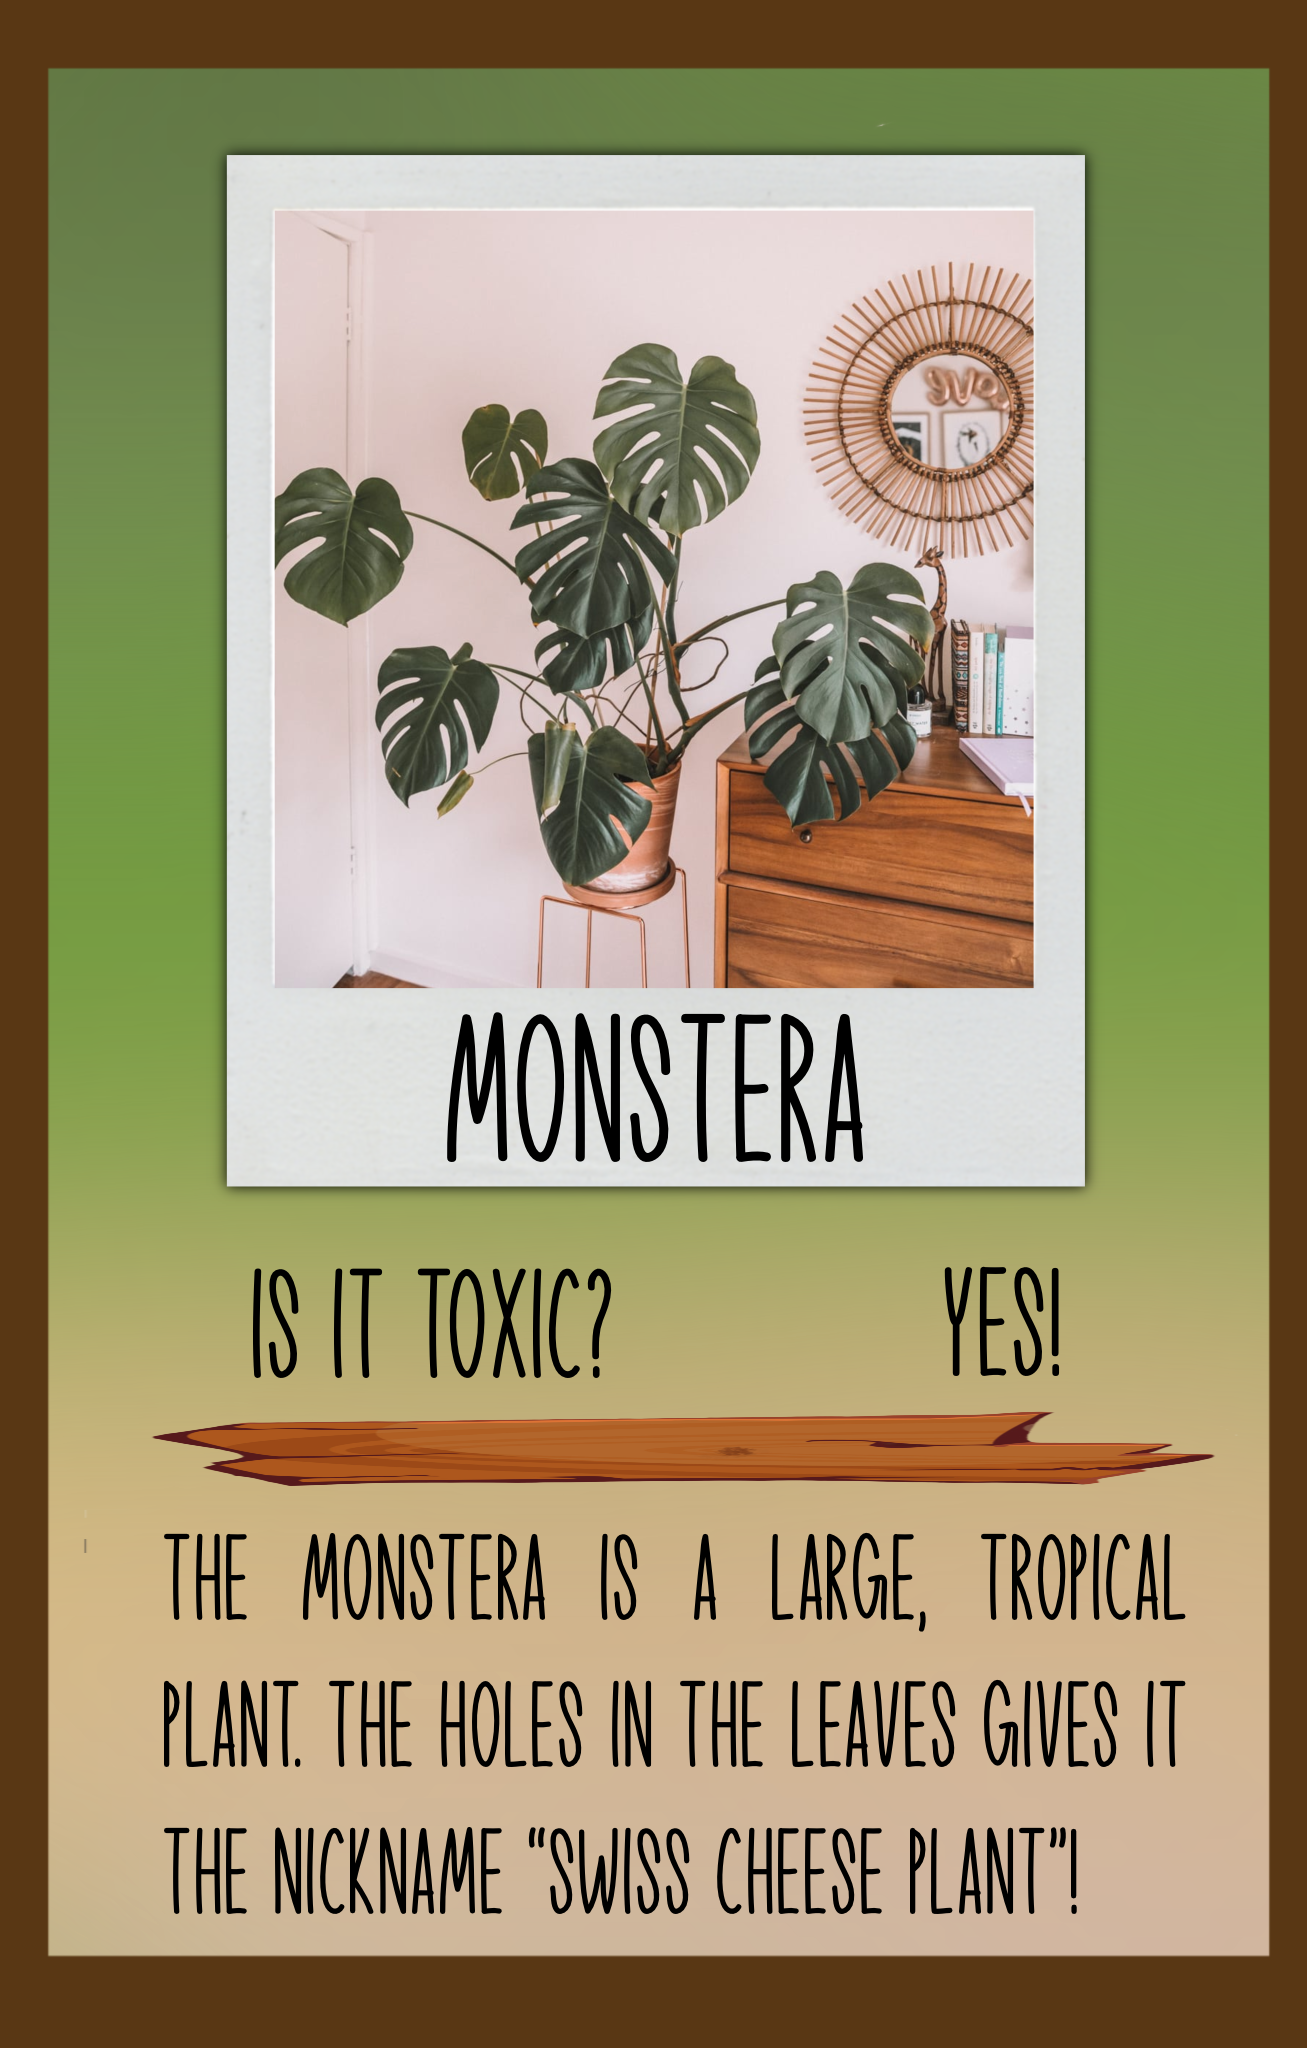 MONSTERA
IS IT TOXIC? YES!
THE MONSTERA IS A LARGE, TROPICAL
PLANT. THE HOLES IN THE LEAVES GIVES IT
THE NICKNAME “SWISS CHEESE PLANT”!